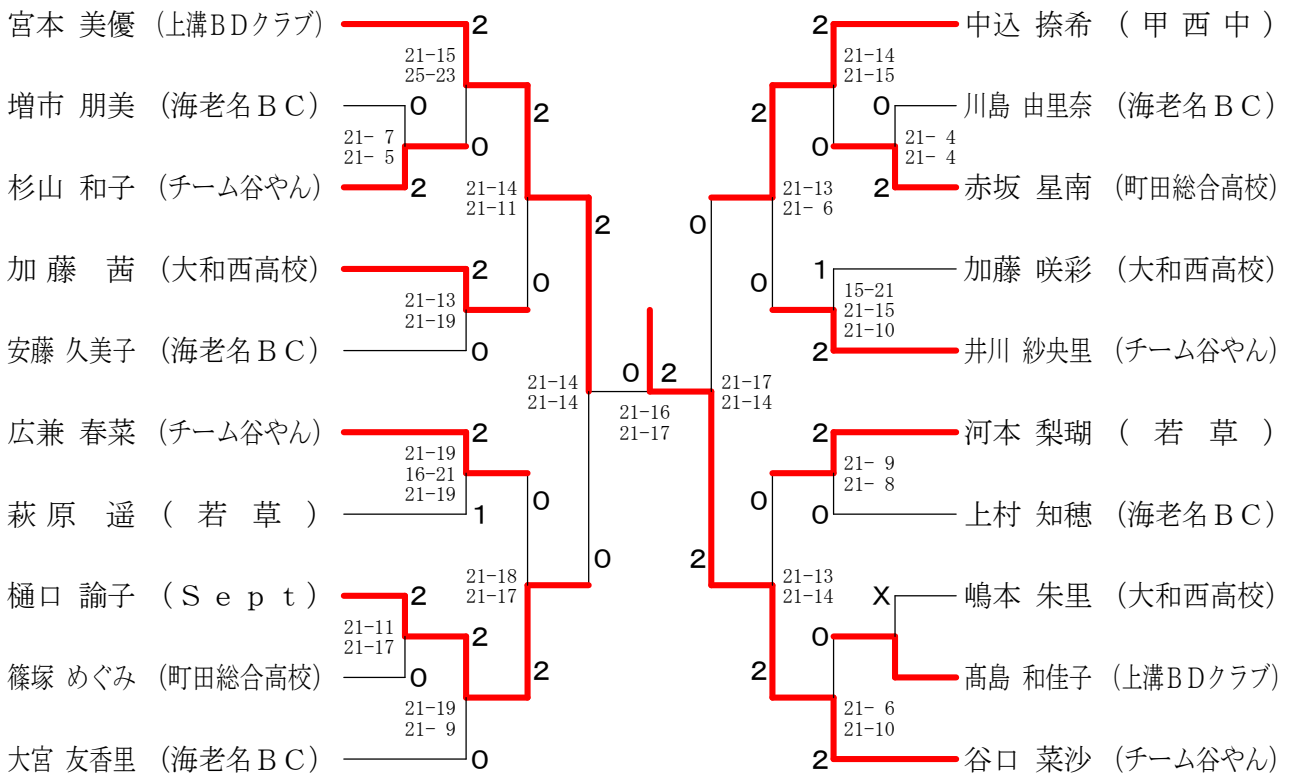 宮本 美優 (上溝BDクラブ) 2 2 中込 捺希 ( 甲 西 中 )
21-15 21-14
25-23 21-15
増市 朋美 (海老名BC) 0 2 2 0 川島 由里奈 (海老名BC)
21- 7 0 0 21- 4
21- 5 21- 4
杉山 和子 (チーム谷やん) 2 21-14 21-13 2 赤坂 星南 (町田総合高校)
21-11 21- 6
2 0
加 藤 茜 (大和西高校) 2 0 0 1 加藤 咲彩 (大和西高校)
21-13 15-21
21-19 21-15
21-10
安藤 久美子 (海老名BC) 0 2 井川 紗央里 (チーム谷やん)
21-14 0 2 21-17
21-14 21-14
21-16
21-17
広兼 春菜 (チーム谷やん) 2 2 河本 梨瑚 ( 若 草 )
21-19 21- 9
16-21 21- 8
21-19
萩 原 遥 ( 若 草 ) 1 0 0 0 上村 知穂 (海老名BC)
0 2
21-18 21-13
21-17 21-14
樋口 諭子 (Sept) 2 X 嶋本 朱里 (大和西高校)
21-11 2 0
21-17
篠塚 めぐみ (町田総合高校) 0 2 2 髙島 和佳子 (上溝BDクラブ)
21-19 21- 6
21- 9 21-10
大宮 友香里 (海老名BC) 0 2 谷口 菜沙 (チーム谷やん)